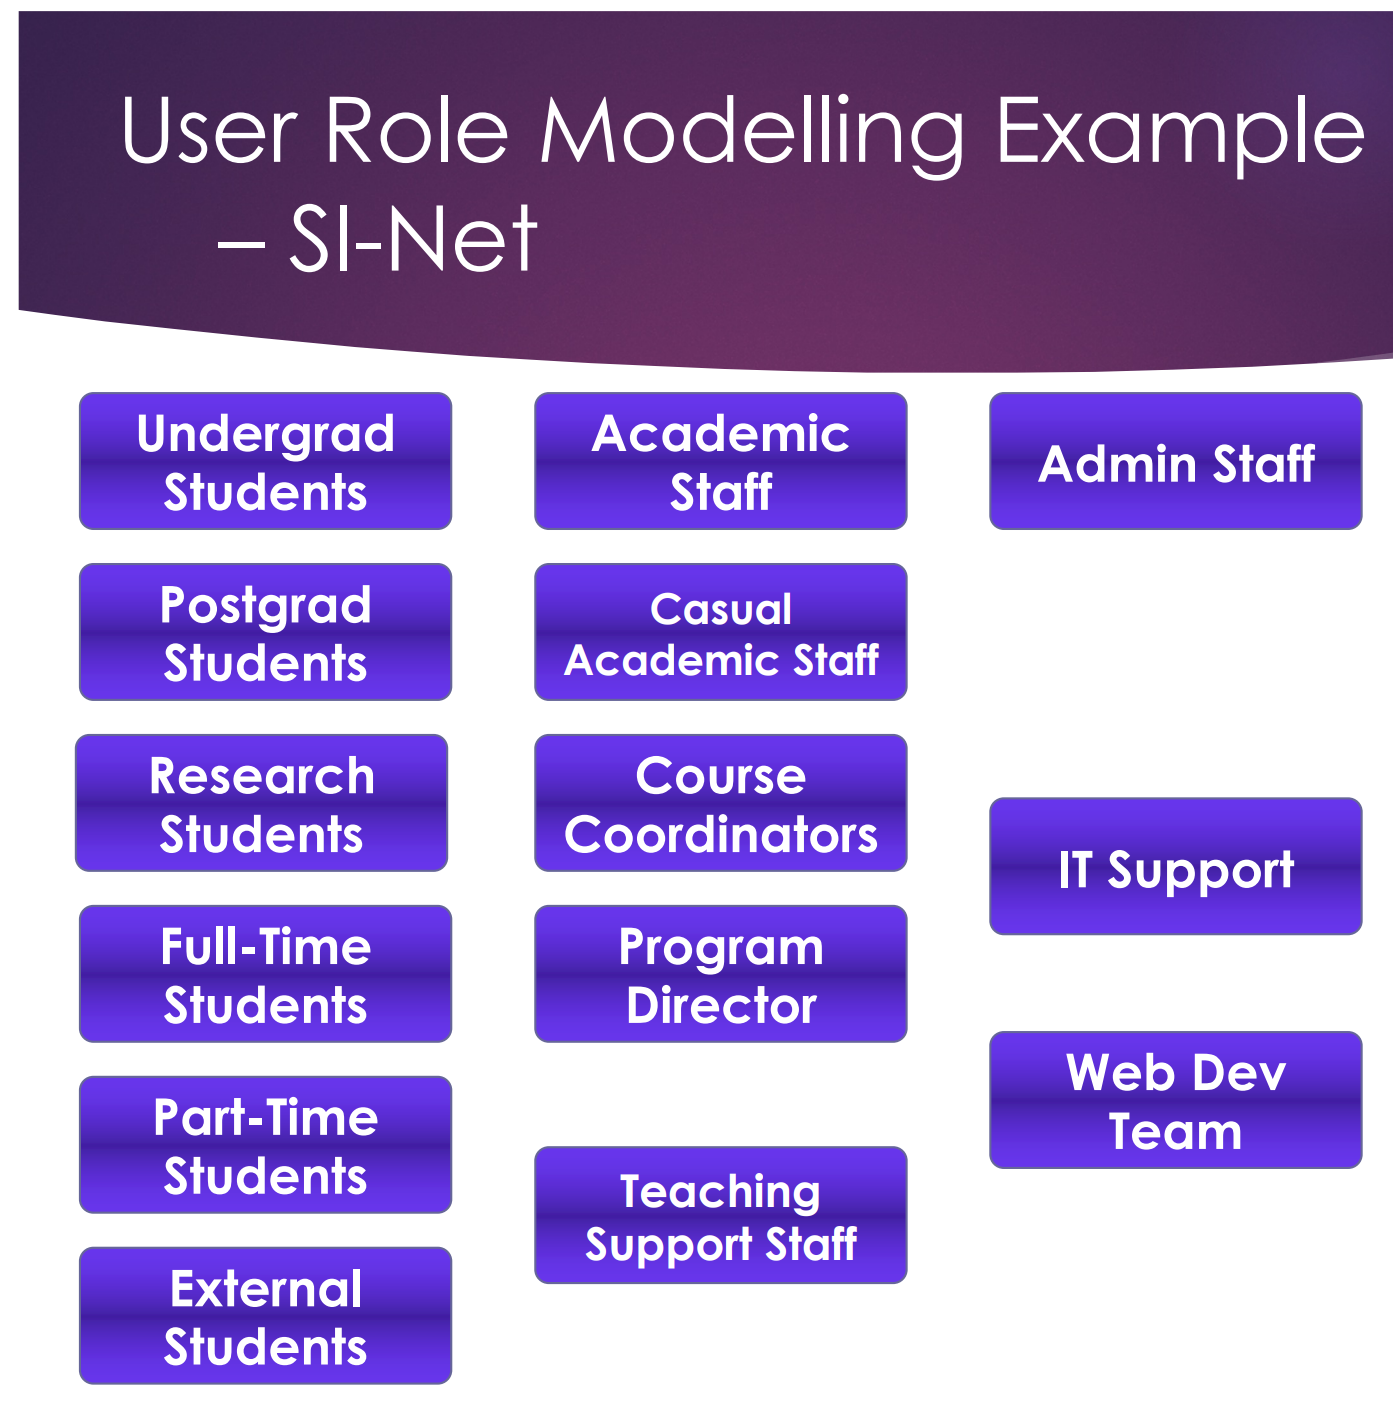 User Role Modelling Example
– SI-Net
Undergrad
Students
Postgrad
Students
Research
Students
Full-Time
Students
Part-Time
Students
External
Students
Academic
Staff
Casual
Academic Staff
Course
Coordinators
Program
Director
Teaching
Support Staff
Admin Staff
IT Support
Web Dev
Team